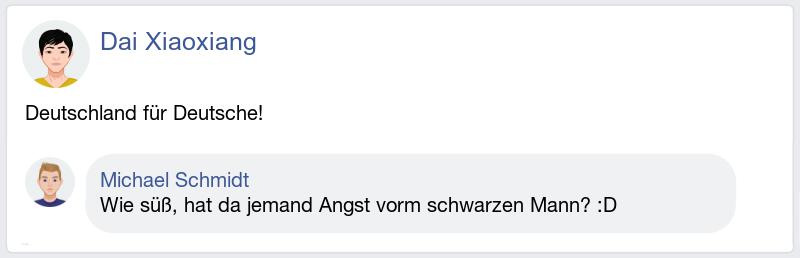 Dai Xiaoxiang
Deutschland für Deutsche!
Michael Schmidt
Wie süß, hat da jemand Angst vorm schwarzen Mann? :D